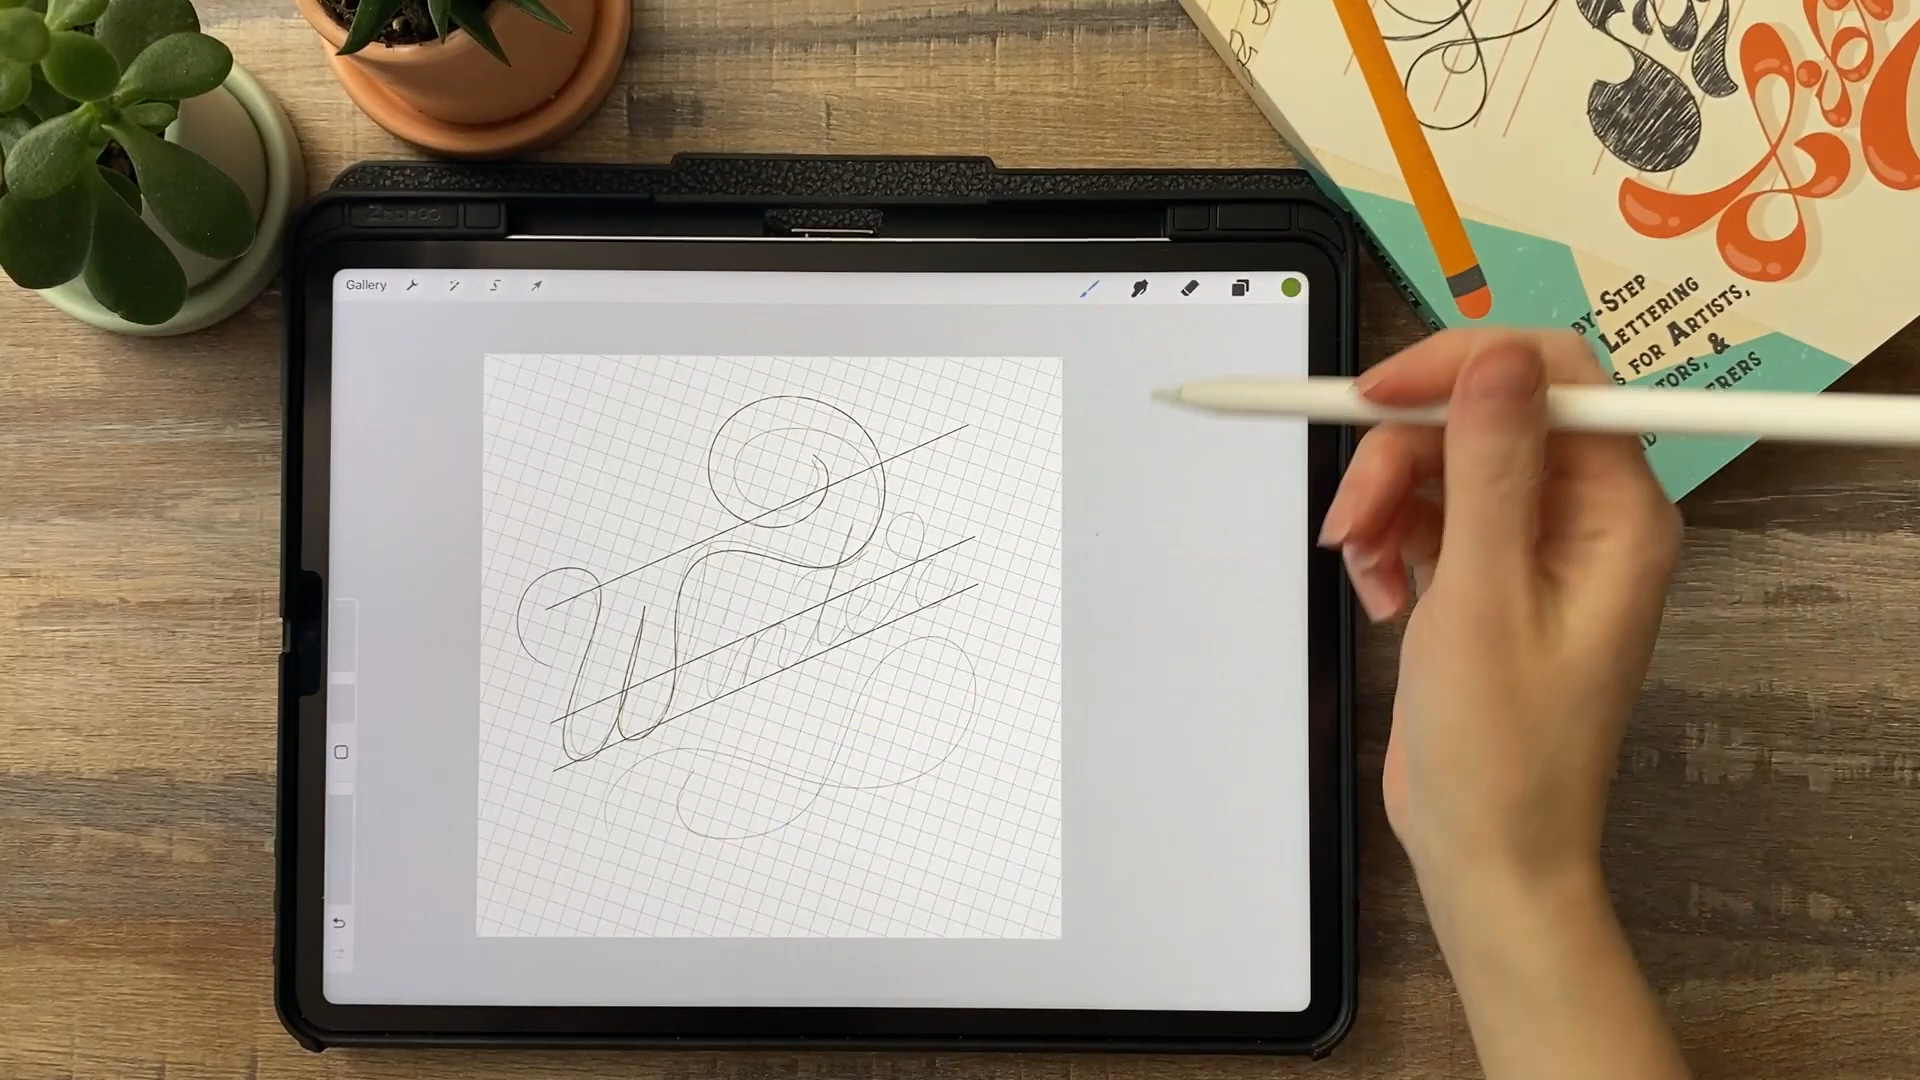 Gallery
Winter
by-Step
Lettering
s for Artists,
tors, &
erers